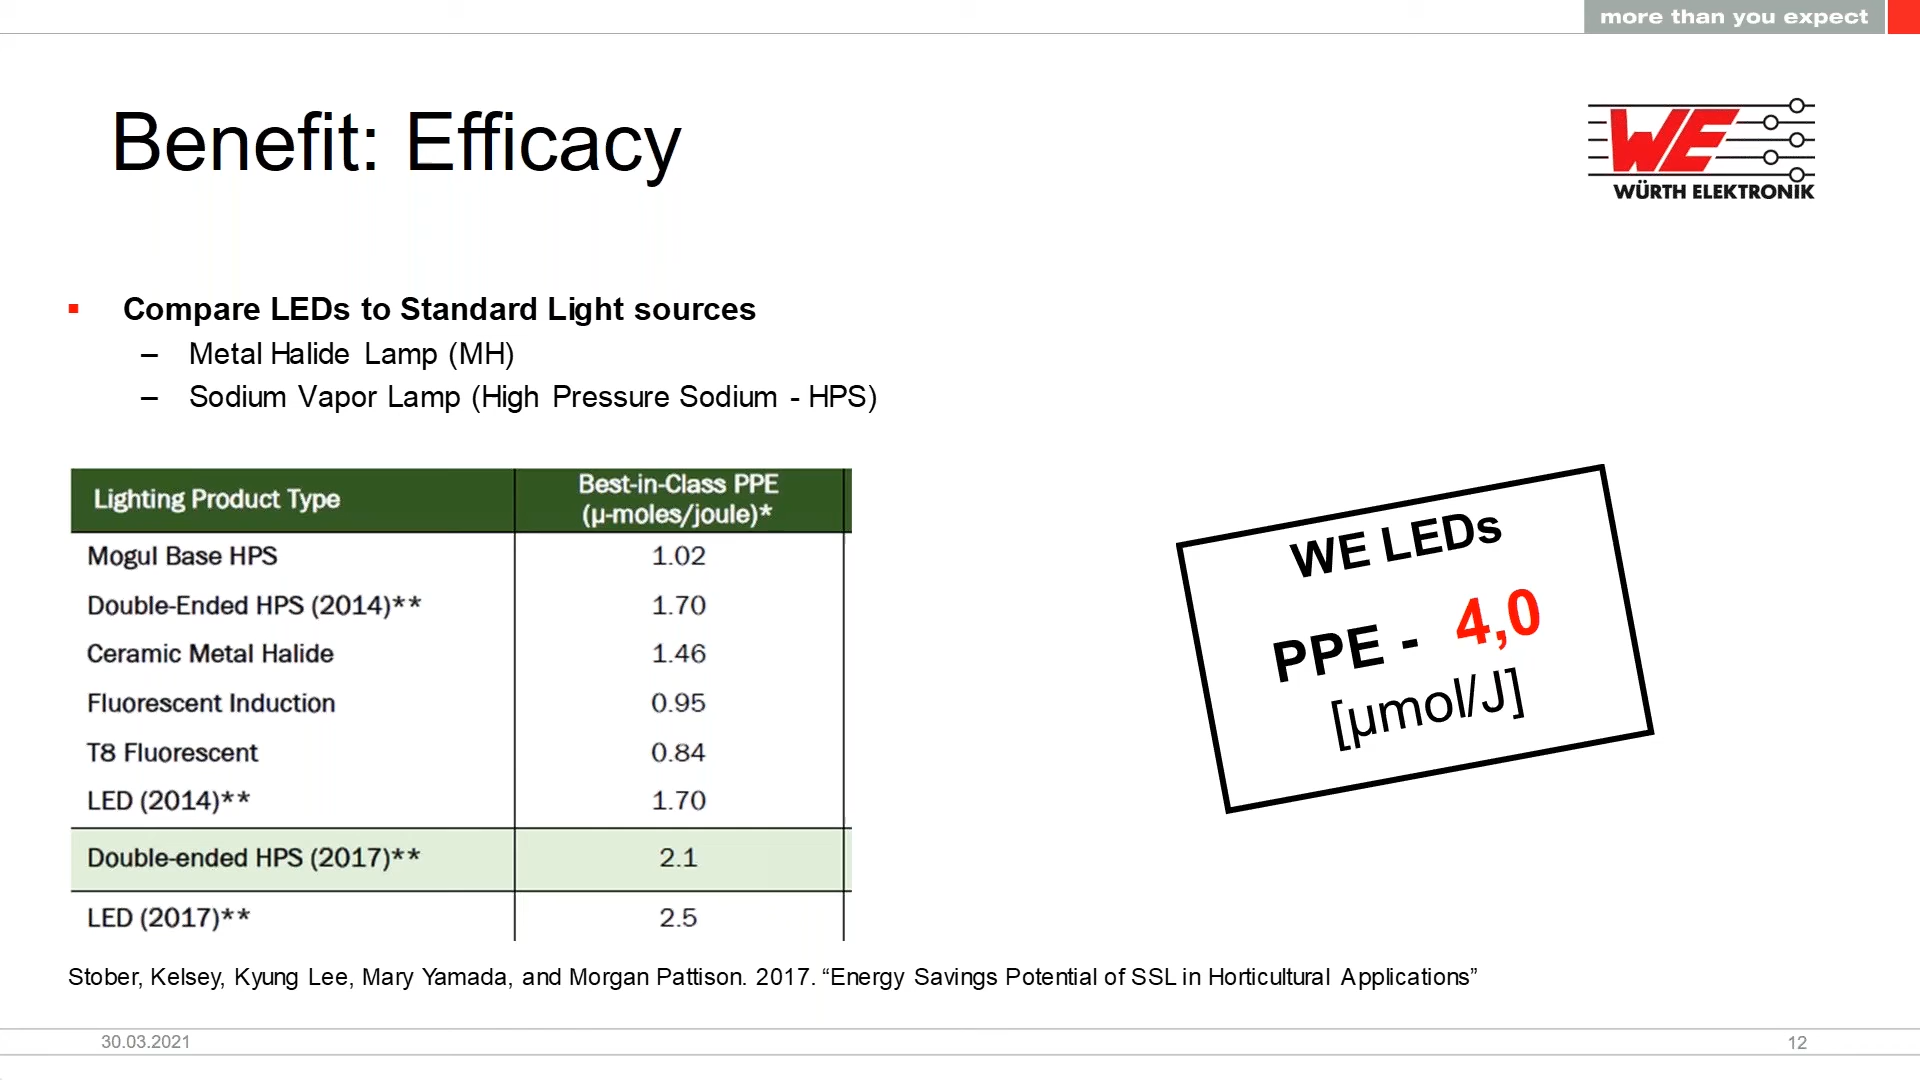 more than you expect
Benefit: Efficacy
WE
WÜRTH ELEKTRONIK
▪ Compare LEDs to Standard Light sources
– Metal Halide Lamp (MH)
– Sodium Vapor Lamp (High Pressure Sodium - HPS)
Lighting Product Type Best-in-Class PPE
(µ-moles/joule)*
Mogul Base HPS 1.02
Double-Ended HPS (2014)** 1.70
Ceramic Metal Halide 1.46
Fluorescent Induction 0.95
T8 Fluorescent 0.84
LED (2014)** 1.70
Double-ended HPS (2017)** 2.1
LED (2017)** 2.5
WE LEDs
PPE - 4,0
[µmol/J]
Stober, Kelsey, Kyung Lee, Mary Yamada, and Morgan Pattison. 2017. “Energy Savings Potential of SSL in Horticultural Applications”
30.03.2021
12